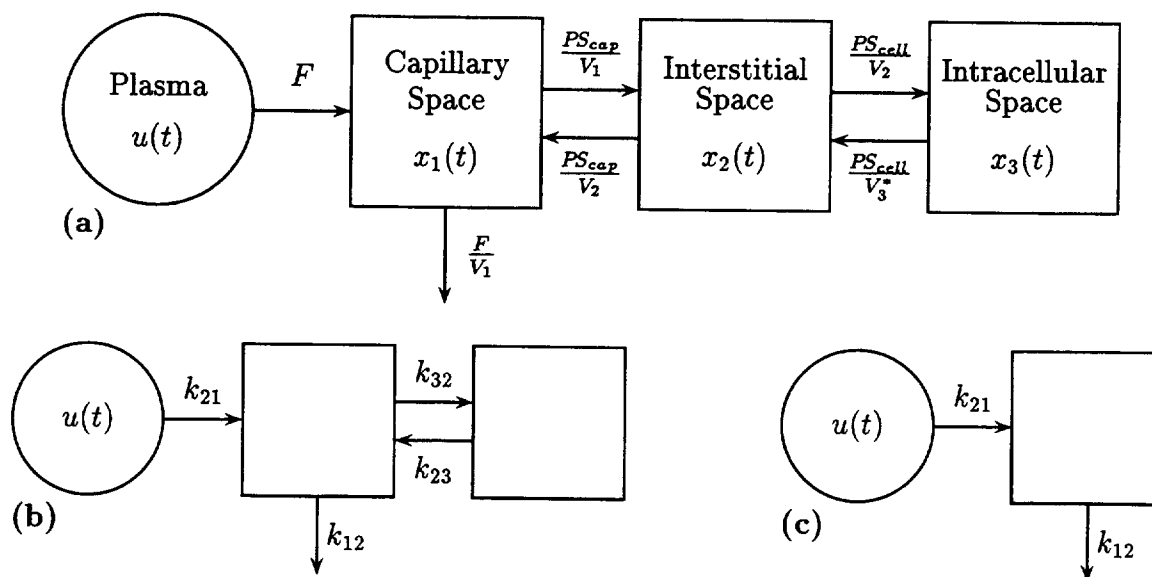 Plasma
u(t)
F
Capillary
Space
x₁(t)
PS_cap/V₁
PS_cap/V₂
Interstitial
Space
x₂(t)
PS_cell/V₂
PS_cell/V₃*
Intracellular
Space
x₃(t)
F/V₁
(a)
u(t)
k₂₁
k₃₂
k₂₃
k₁₂
(b)
u(t)
k₂₁
k₁₂
(c)